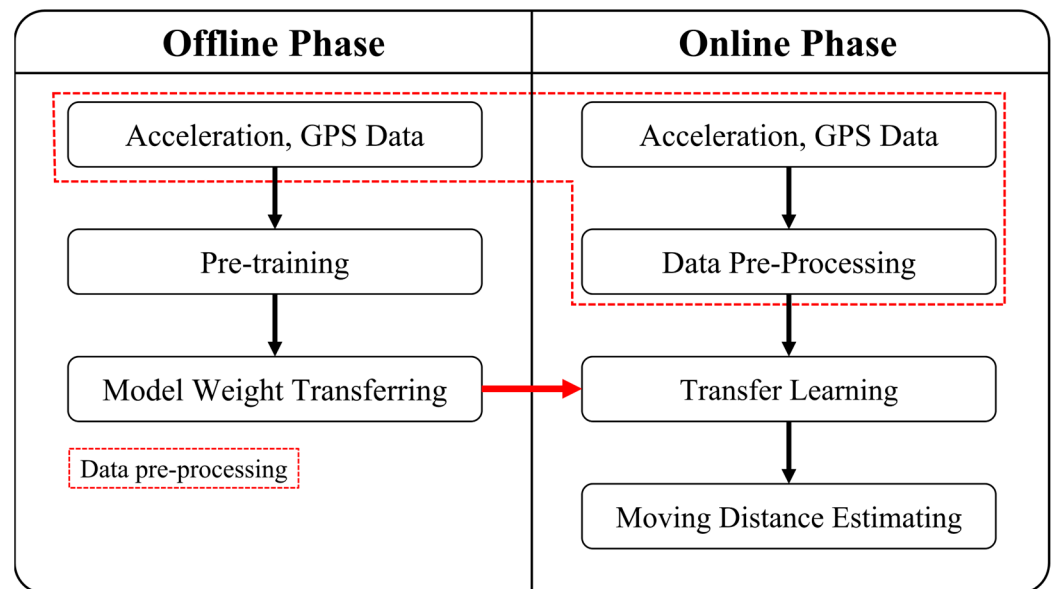 Offline Phase
Online Phase
Acceleration, GPS Data
Acceleration, GPS Data
Pre-training
Data Pre-Processing
Model Weight Transferring
Transfer Learning
Data pre-processing
Moving Distance Estimating